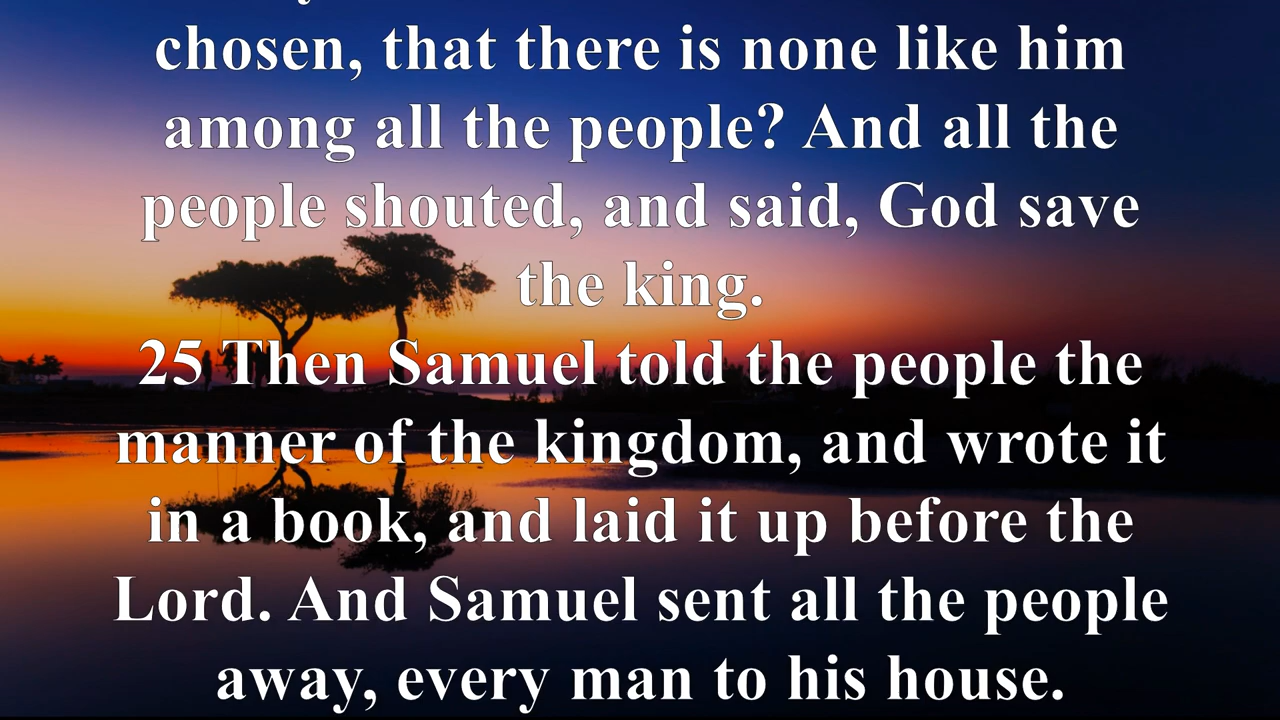 chosen, that there is none like him
among all the people? And all the
people shouted, and said, God save
the king.
25 Then Samuel told the people the
manner of the kingdom, and wrote it
in a book, and laid it up before the
Lord. And Samuel sent all the people
away, every man to his house.